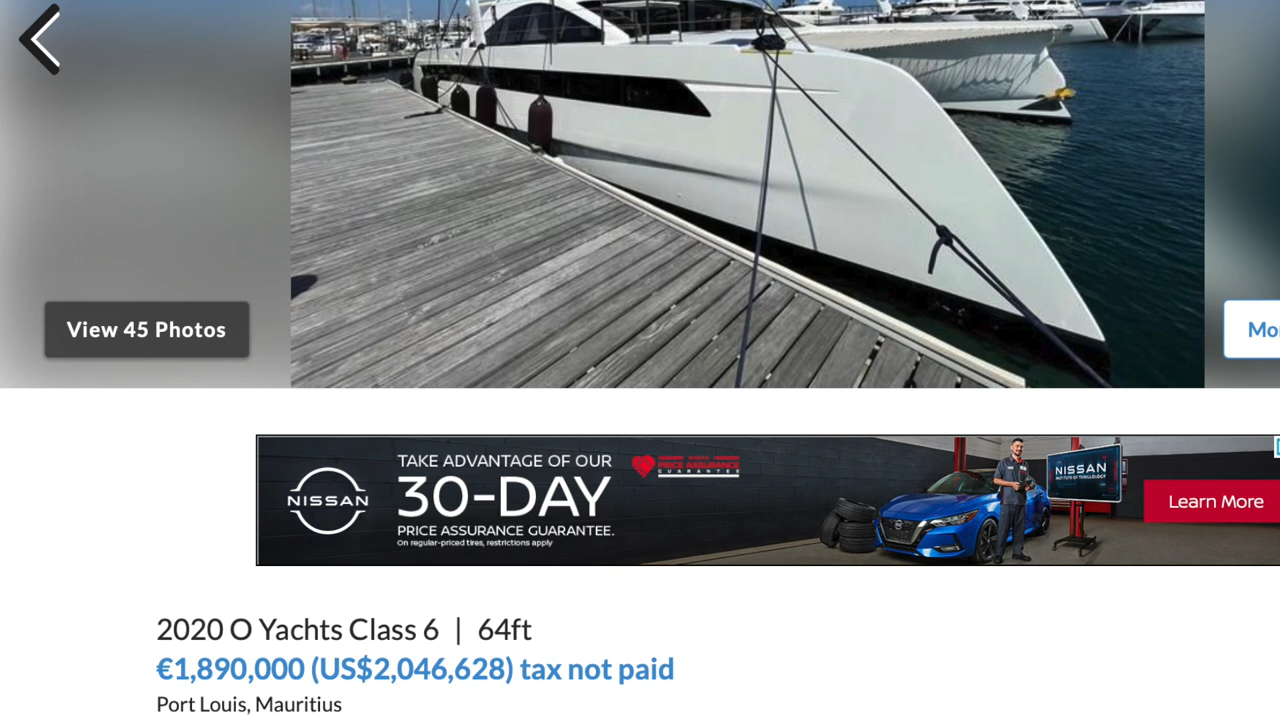 View 45 Photos
TAKE ADVANTAGE OF OUR
30-DAY
PRICE ASSURANCE GUARANTEE.
On regular-priced tires, restrictions apply
NISSAN
PRICE ASSURANCE
GUARANTEE
NISSAN
Learn More
2020 O Yachts Class 6 | 64ft
€1,890,000 (US$2,046,628) tax not paid
Port Louis, Mauritius